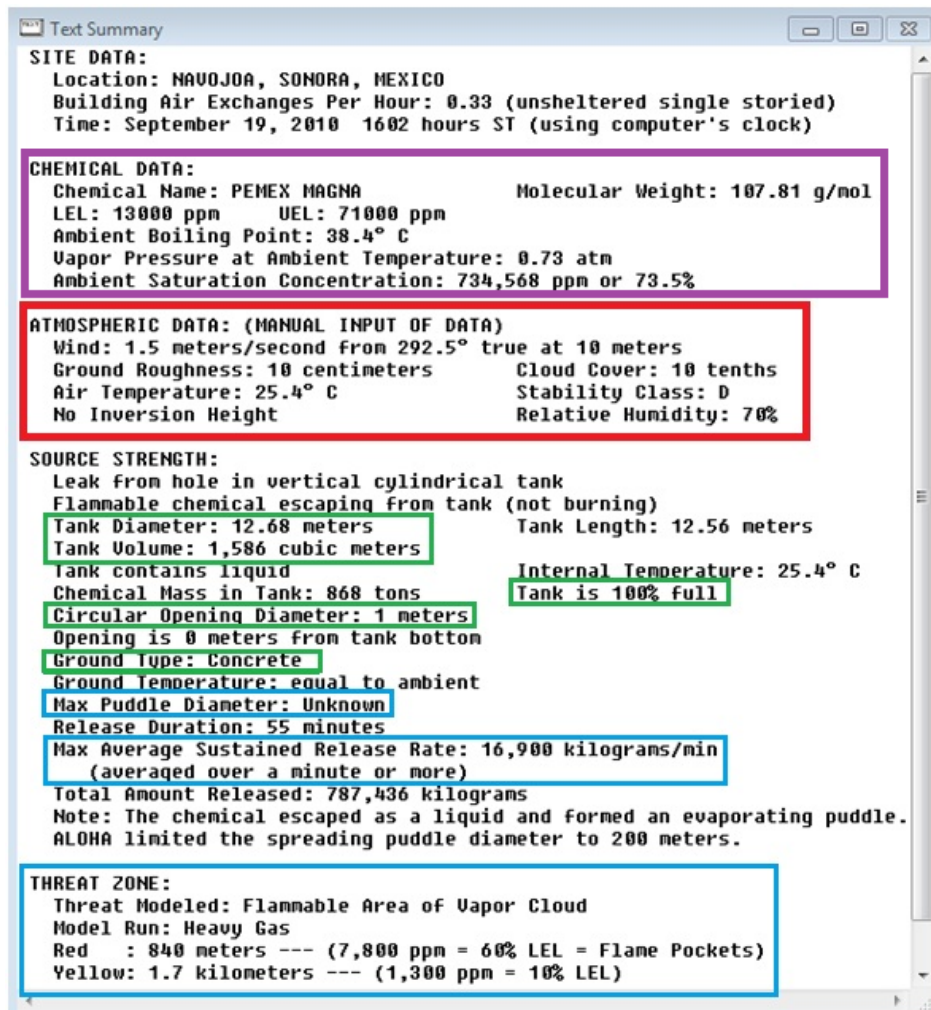 Text Summary
SITE DATA:
Location: NAVOJOA, SONORA, MEXICO
Building Air Exchanges Per Hour: 0.33 (unsheltered single storied)
Time: September 19, 2010 1602 hours ST (using computer's clock)
CHEMICAL DATA:
Chemical Name: PEMEX MAGNA Molecular Weight: 107.81 g/mol
LEL: 13000 ppm UEL: 71000 ppm
Ambient Boiling Point: 38.4° C
Vapor Pressure at Ambient Temperature: 0.73 atm
Ambient Saturation Concentration: 734,568 ppm or 73.5%
ATMOSPHERIC DATA: (MANUAL INPUT OF DATA)
Wind: 1.5 meters/second from 292.5° true at 10 meters
Ground Roughness: 10 centimeters Cloud Cover: 10 tenths
Air Temperature: 25.4° C Stability Class: D
No Inversion Height Relative Humidity: 70%
SOURCE STRENGTH:
Leak from hole in vertical cylindrical tank
Flammable chemical escaping from tank (not burning)
Tank Diameter: 12.68 meters Tank Length: 12.56 meters
Tank Volume: 1,586 cubic meters
Tank contains liquid Internal Temperature: 25.4° C
Chemical Mass in Tank: 868 tons Tank is 100% full
Circular Opening Diameter: 1 meters
Opening is 0 meters from tank bottom
Ground Type: Concrete
Ground Temperature: equal to ambient
Max Puddle Diameter: Unknown
Release Duration: 55 minutes
Max Average Sustained Release Rate: 16,900 kilograms/min
(averaged over a minute or more)
Total Amount Released: 787,436 kilograms
Note: The chemical escaped as a liquid and formed an evaporating puddle.
ALOHA limited the spreading puddle diameter to 200 meters.
THREAT ZONE:
Threat Modeled: Flammable Area of Vapor Cloud
Model Run: Heavy Gas
Red : 840 meters --- (7,800 ppm = 60% LEL = Flame Pockets)
Yellow: 1.7 kilometers --- (1,300 ppm = 10% LEL)